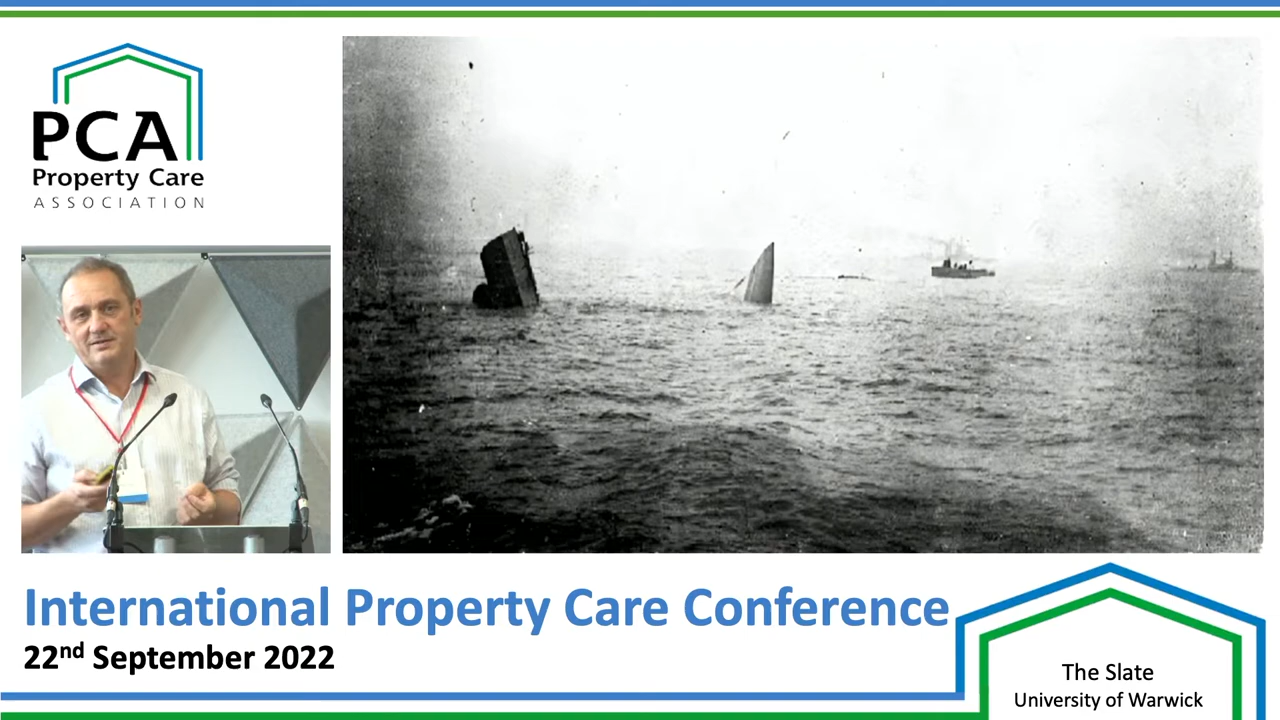 PCA
Property Care
ASSOCIATION
International Property Care Conference
22nd September 2022
The Slate
University of Warwick